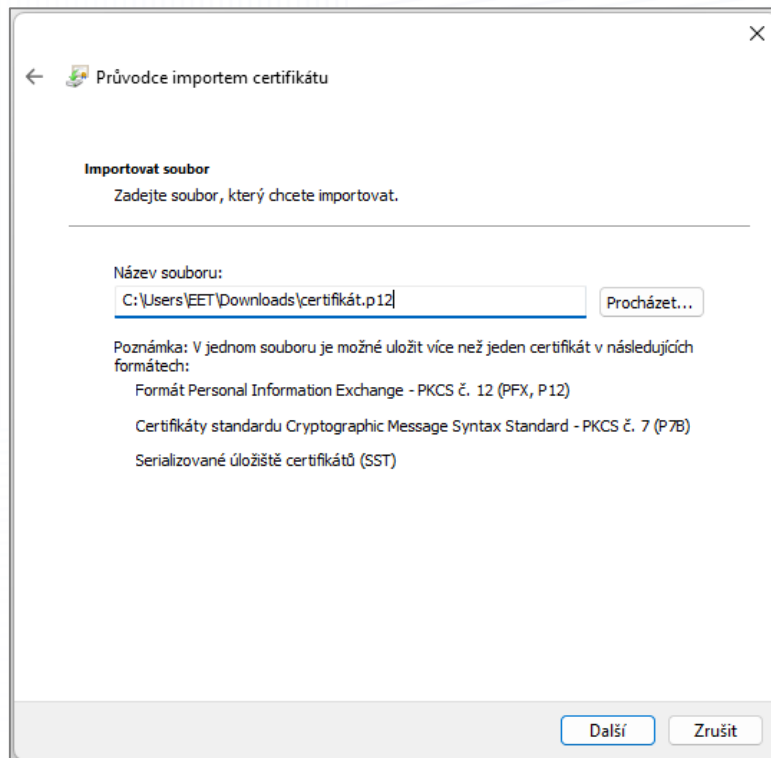 Průvodce importem certifikátu
Importovat soubor
Zadejte soubor, který chcete importovat.
Název souboru:
C:\Users\EET\Downloads\certifikát.p12
Procházet...
Poznámka: V jednom souboru je možné uložit více než jeden certifikát v následujících
formátech:
Formát Personal Information Exchange - PKCS č. 12 (PFX, P12)
Certifikáty standardu Cryptographic Message Syntax Standard - PKCS č. 7 (P7B)
Serializované úložiště certifikátů (SST)
Další
Zrušit